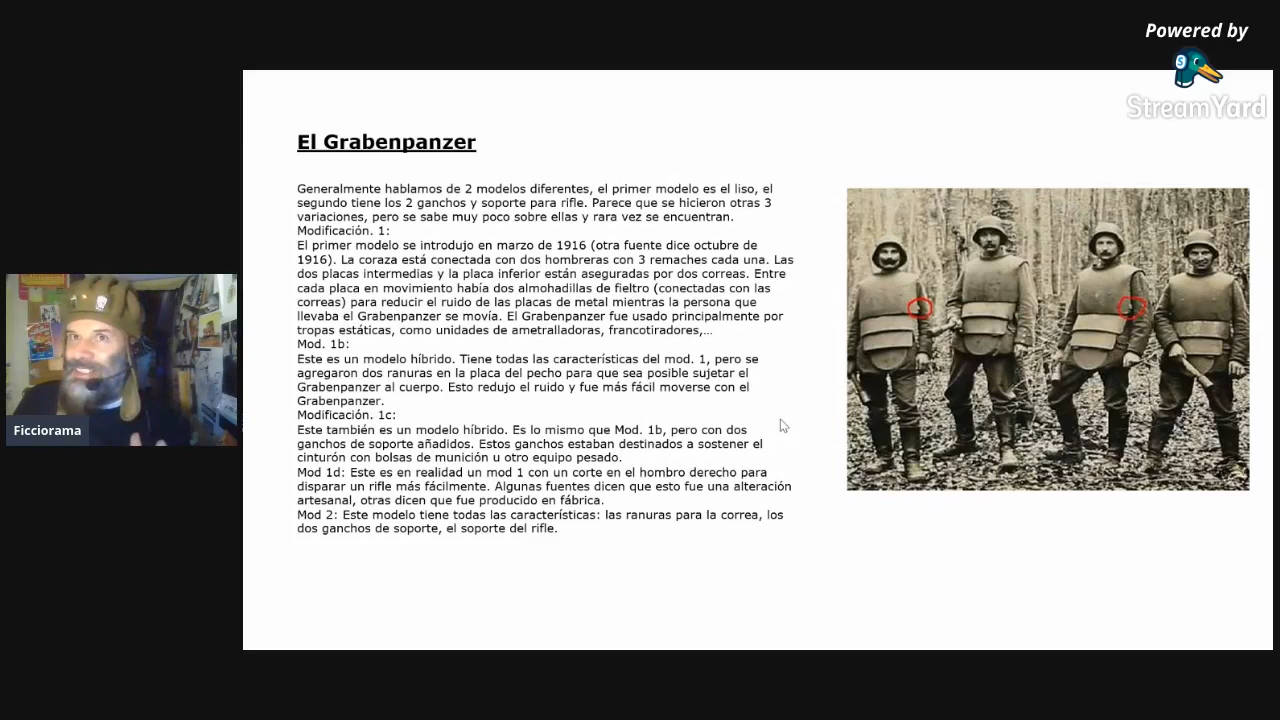 Powered by
StreamYard
El Grabenpanzer
Generalmente hablamos de 2 modelos diferentes, el primer modelo es el liso, el
segundo tiene los 2 ganchos y soporte para rifle. Parece que se hicieron otras 3
variaciones, pero se sabe muy poco sobre ellas y rara vez se encuentran.
Modificación. 1:
El primer modelo se introdujo en marzo de 1916 (otra fuente dice octubre de
1916). La coraza está conectada con dos hombreras con 3 remaches cada una. Las
dos placas intermedias y la placa inferior están aseguradas por dos correas. Entre
cada placa en movimiento había dos almohadillas de fieltro (conectadas con las
correas) para reducir el ruido de las placas de metal mientras la persona que
llevaba el Grabenpanzer se movía. El Grabenpanzer fue usado principalmente por
tropas estáticas, como unidades de ametralladoras, francotiradores,...
Mod. 1b:
Este es un modelo híbrido. Tiene todas las características del mod. 1, pero se
agregaron dos ranuras en la placa del pecho para que sea posible sujetar el
Grabenpanzer al cuerpo. Esto redujo el ruido y fue más fácil moverse con el
Grabenpanzer.
Modificación. 1c:
Este también es un modelo híbrido. Es lo mismo que Mod. 1b, pero con dos
ganchos de soporte añadidos. Estos ganchos estaban destinados a sostener el
cinturón con bolsas de munición u otro equipo pesado.
Mod 1d: Este es en realidad un mod 1 con un corte en el hombro derecho para
disparar un rifle más fácilmente. Algunas fuentes dicen que esto fue una alteración
artesanal, otras dicen que fue producido en fábrica.
Mod 2: Este modelo tiene todas las características: las ranuras para la correa, los
dos ganchos de soporte, el soporte del rifle.
Ficciorama